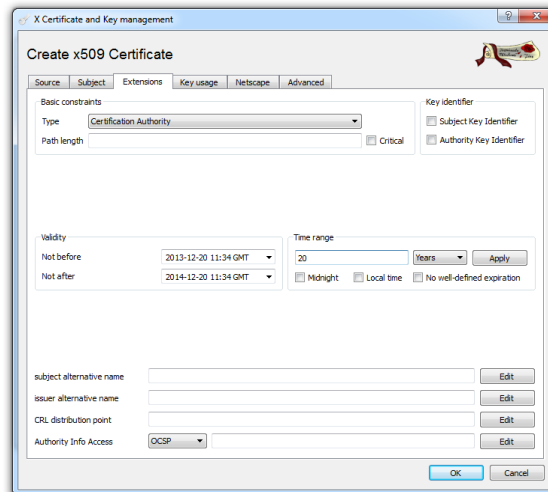 X Certificate and Key management
Create x509 Certificate
Source Subject Extensions Key usage Netscape Advanced
Basic constraints
Type Certification Authority
Path length Critical
Key identifier
Subject Key Identifier
Authority Key Identifier
Validity
Not before 2013-12-20 11:34 GMT
Not after 2014-12-20 11:34 GMT
Time range
20 Years Apply
Midnight Local time No well-defined expiration
subject alternative name Edit
issuer alternative name Edit
CRL distribution point Edit
Authority Info Access OCSP Edit
OK Cancel